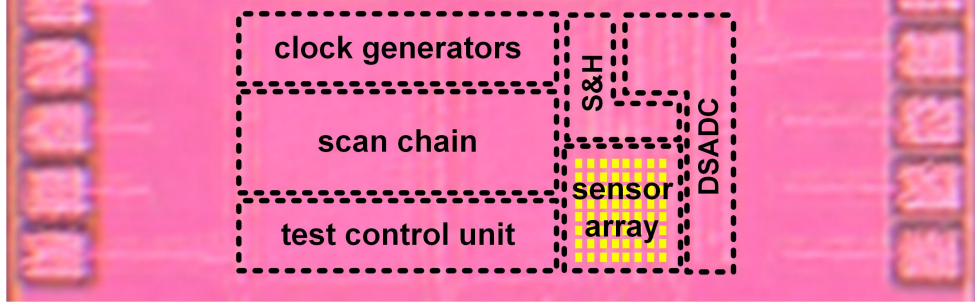 clock generators
scan chain
test control unit
S&H
sensor
array
DSADC